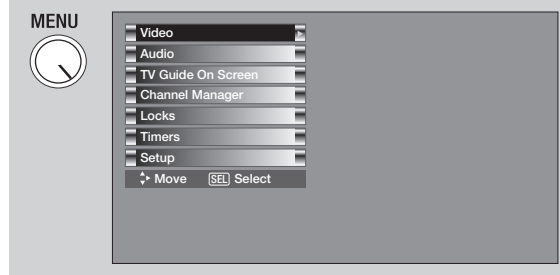 MENU
Video
Audio
TV Guide On Screen
Channel Manager
Locks
Timers
Setup
Move SEL Select